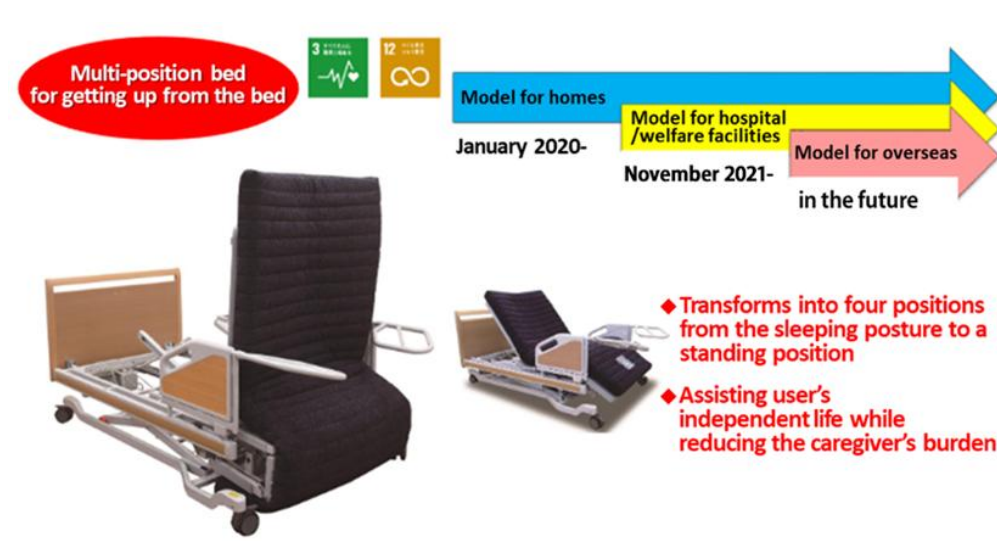 Multi-position bed
for getting up from the bed
3
12
Model for homes
January 2020-
Model for hospital
/welfare facilities
November 2021-
Model for overseas
in the future
◆Transforms into four positions
from the sleeping posture to a
standing position
◆Assisting user's
independent life while
reducing the caregiver's burden